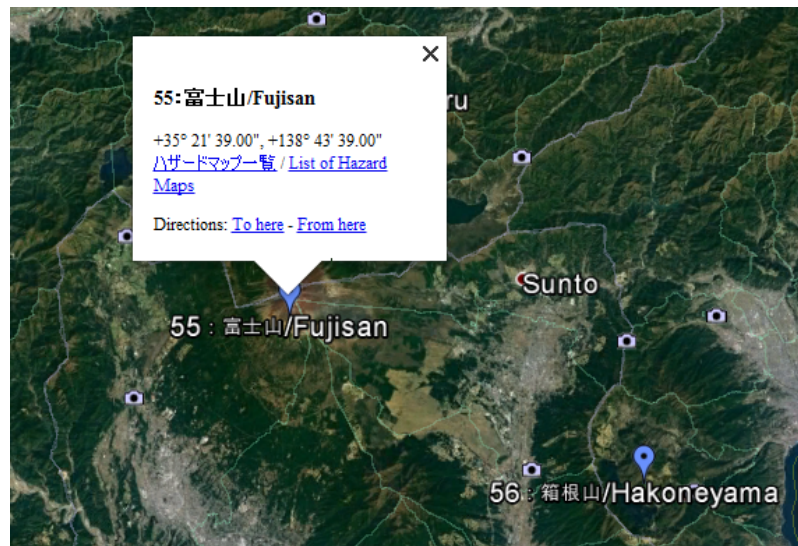 55:富士山/Fujisan
+35° 21' 39.00", +138° 43' 39.00"
ハザードマップ一覧 / List of Hazard
Maps
Directions: To here - From here
ru
Sunto
55：富士山/Fujisan
56：箱根山/Hakoneyama